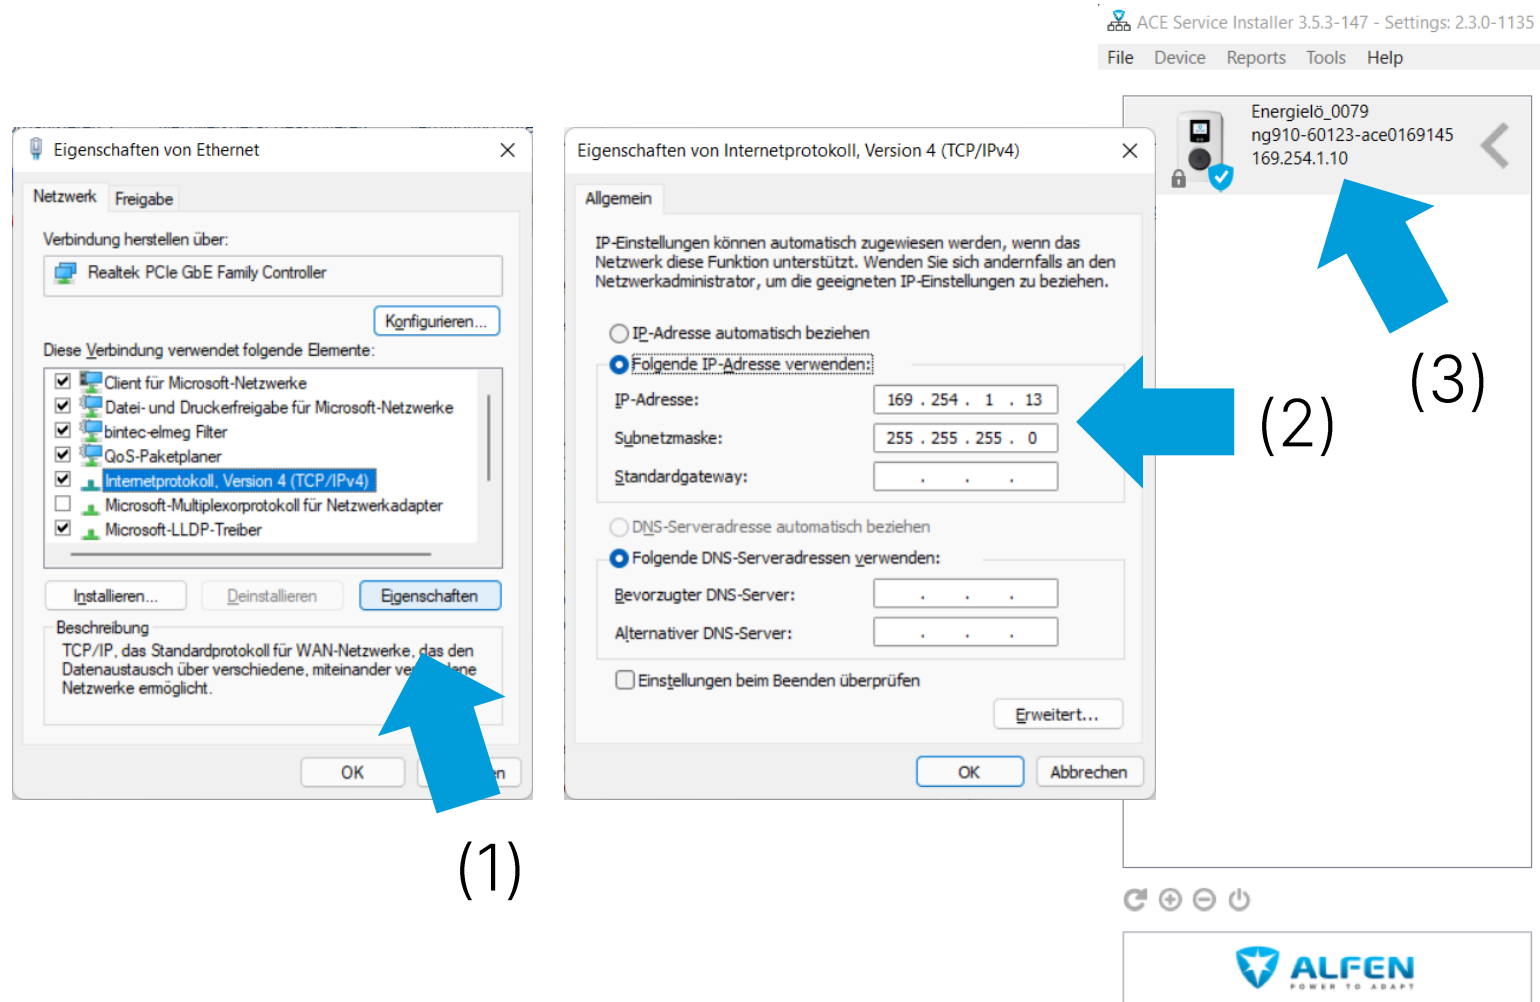 ACE Service Installer 3.5.3-147 - Settings: 2.3.0-1135
File Device Reports Tools Help
Energielö_0079
ng910-60123-ace0169145
169.254.1.10
(3)
Eigenschaften von Ethernet
Netzwerk Freigabe
Verbindung herstellen über:
Realtek PCIe GbE Family Controller
Konfigurieren...
Diese Verbindung verwendet folgende Elemente:
Client für Microsoft-Netzwerke
Datei- und Druckerfreigabe für Microsoft-Netzwerke
bintec-elmeg Filter
QoS-Paketplaner
Internetprotokoll, Version 4 (TCP/IPv4)
Microsoft-Multiplexorprotokoll für Netzwerkadapter
Microsoft-LLDP-Treiber
Installieren... Deinstallieren Eigenschaften
Beschreibung
TCP/IP, das Standardprotokoll für WAN-Netzwerke, das den
Datenaustausch über verschiedene, miteinander
Netzwerke ermöglicht.
OK
(1)
Eigenschaften von Internetprotokoll, Version 4 (TCP/IPv4)
Allgemein
IP-Einstellungen können automatisch zugewiesen werden, wenn das
Netzwerk diese Funktion unterstützt. Wenden Sie sich andernfalls an den
Netzwerkadministrator, um die geeigneten IP-Einstellungen zu beziehen.
IP-Adresse automatisch beziehen
Folgende IP-Adresse verwenden:
IP-Adresse: 169 . 254 . 1 . 13
Subnetzmaske: 255 . 255 . 255 . 0
Standardgateway: . . .
DNS-Serveradresse automatisch beziehen
Folgende DNS-Serveradressen verwenden:
Bevorzugter DNS-Server: . . .
Alternativer DNS-Server: . . .
Einstellungen beim Beenden überprüfen
Erweitert...
OK Abbrechen
(2)
ALFEN
POWER TO ADAPT